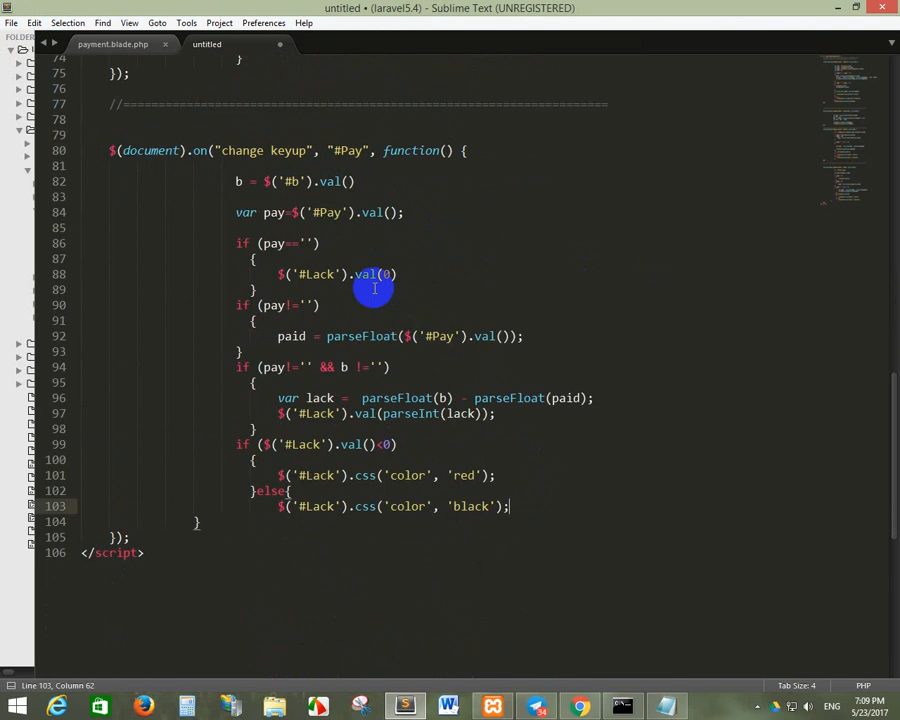 untitled • (laravel5.4) - Sublime Text (UNREGISTERED)
File Edit Selection Find View Goto Tools Project Preferences Help
FOLDER
payment.blade.php × untitled
74 }
75 });
76
77 //=========================================================
78
79
80 $(document).on("change keyup", "#Pay", function() {
81
82 b = $('#b').val()
83
84 var pay=$('#Pay').val();
85
86 if (pay=='')
87 {
88 $('#Lack').val(0)
89 }
90 if (pay!='')
91 {
92 paid = parseFloat($('#Pay').val());
93 }
94 if (pay!='' && b !='')
95 {
96 var lack = parseFloat(b) - parseFloat(paid);
97 $('#Lack').val(parseInt(lack));
98 }
99 if ($('#Lack').val()<0)
100 {
101 $('#Lack').css('color', 'red');
102 }else{
103 $('#Lack').css('color', 'black');
104 }
105 });
106 </script>
Line 103, Column 62 Tab Size: 4 PHP
34
ENG
7:09 PM
5/23/2017